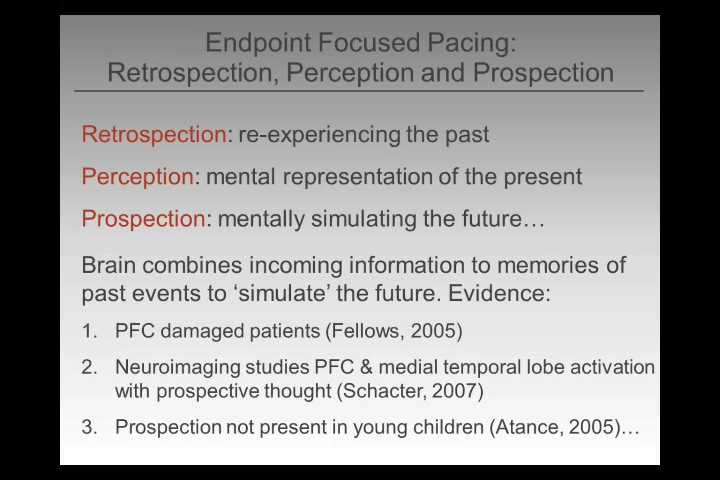 Endpoint Focused Pacing:
Retrospection, Perception and Prospection
Retrospection: re-experiencing the past
Perception: mental representation of the present
Prospection: mentally simulating the future…
Brain combines incoming information to memories of
past events to ‘simulate’ the future. Evidence:
1. PFC damaged patients (Fellows, 2005)
2. Neuroimaging studies PFC & medial temporal lobe activation
with prospective thought (Schacter, 2007)
3. Prospection not present in young children (Atance, 2005)…